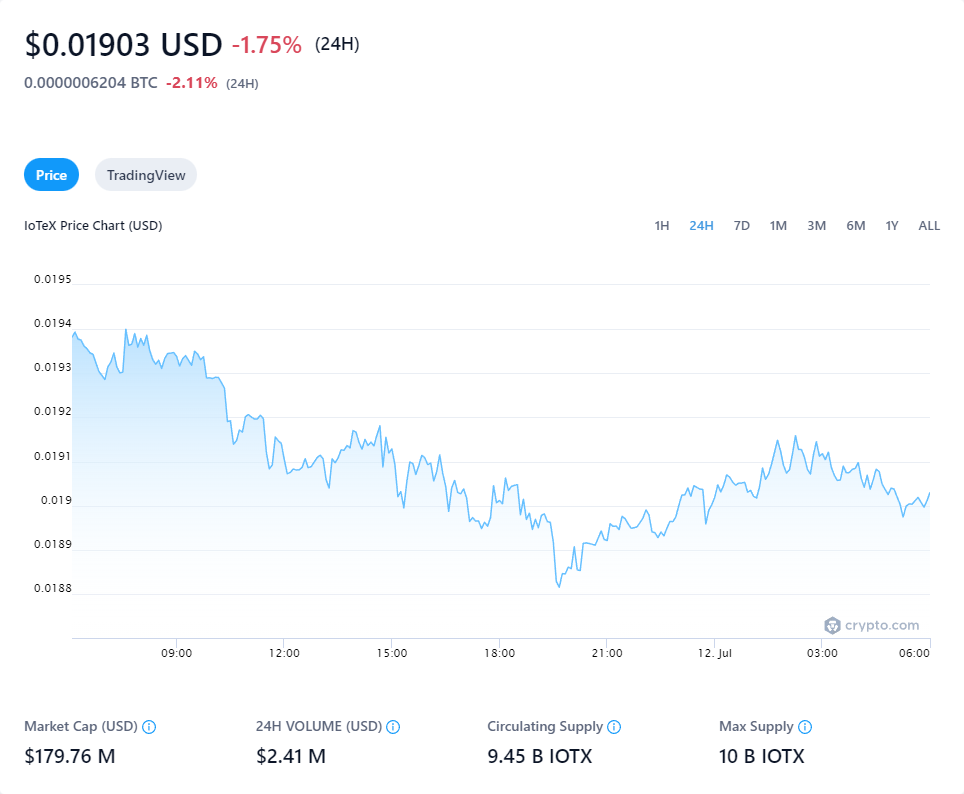 $0.01903 USD -1.75% (24H)
0.0000006204 BTC -2.11% (24H)
Price TradingView
IoTeX Price Chart (USD) 1H 24H 7D 1M 3M 6M 1Y ALL
0.0195
0.0194
0.0193
0.0192
0.0191
0.019
0.0189
0.0188
crypto.com
09:00 12:00 15:00 18:00 21:00 12. Jul 03:00 06:00
Market Cap (USD) 24H VOLUME (USD) Circulating Supply Max Supply
$179.76 M $2.41 M 9.45 B IOTX 10 B IOTX